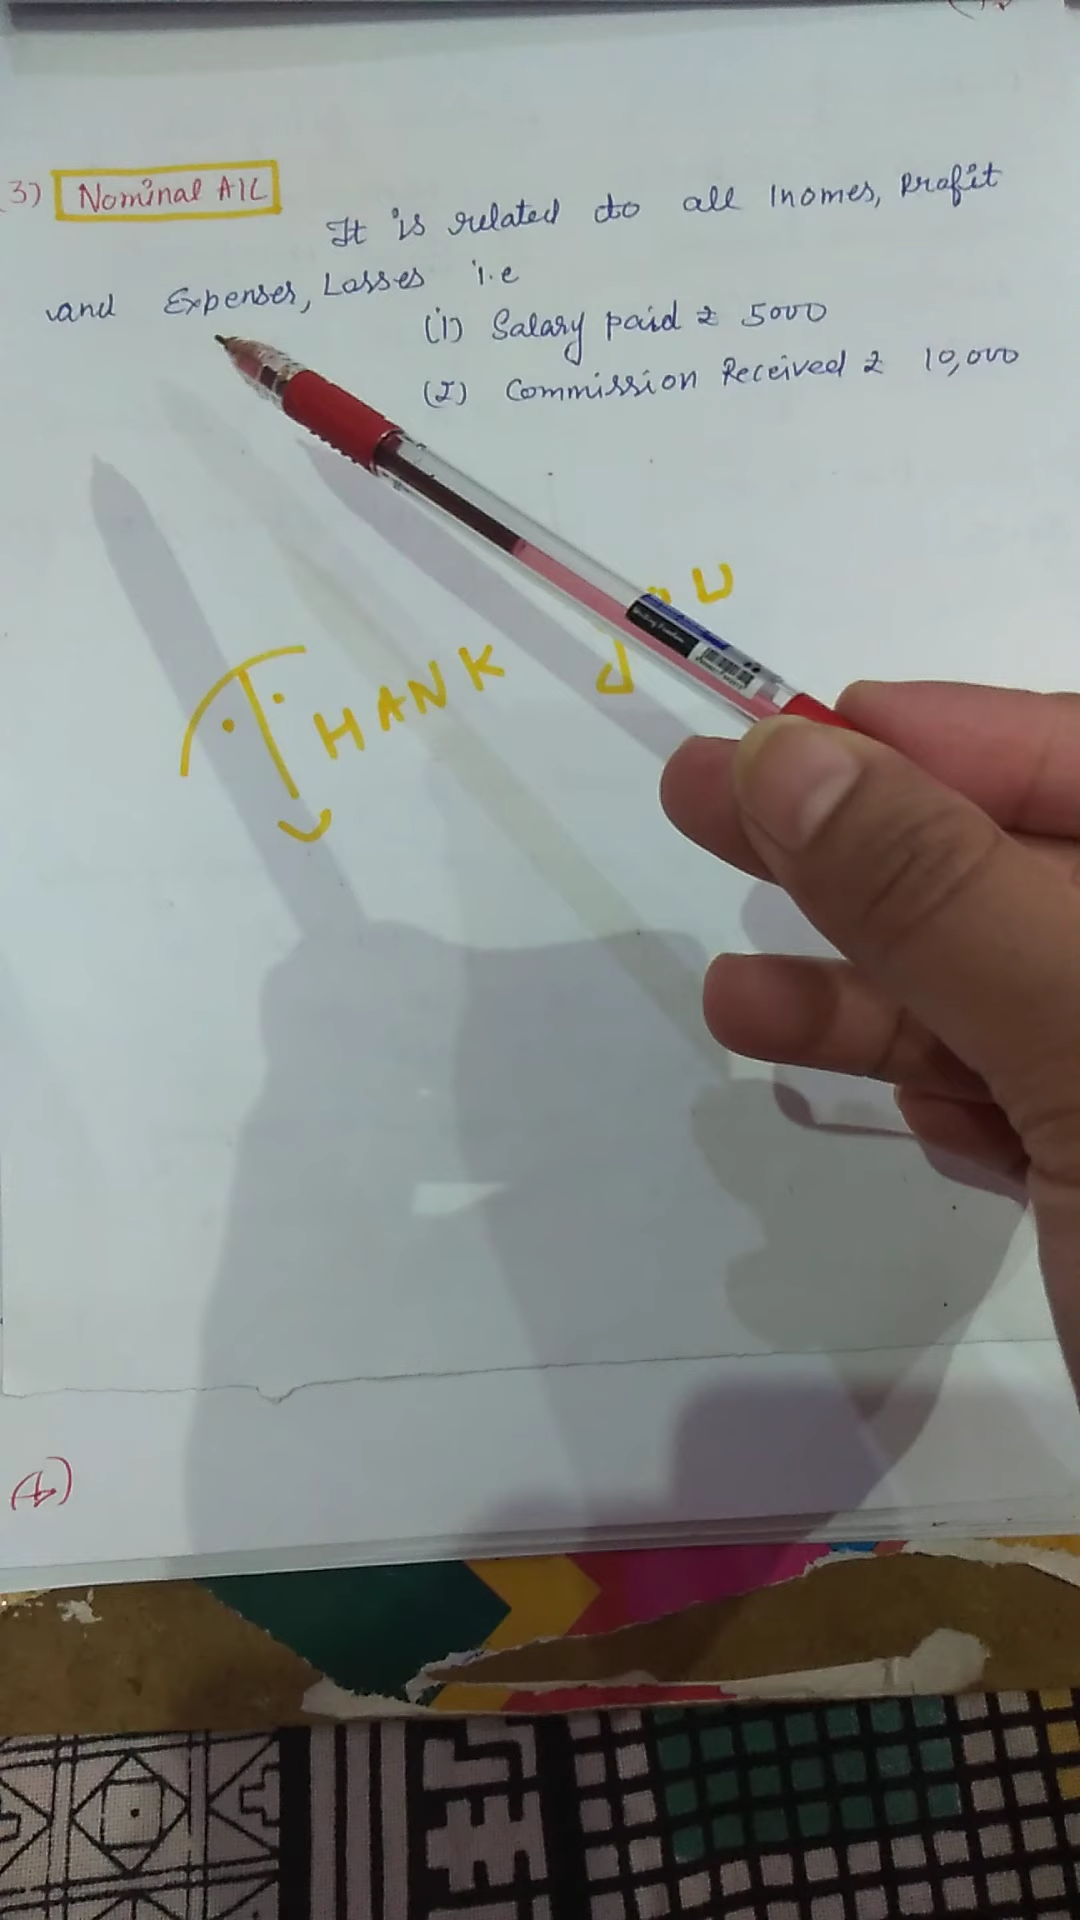 3) Nominal A/C
It is related to all Inomes, Profit
and Expenses, Losses i.e
(1) Salary paid ₹ 5000
(2) Commission Received ₹ 10,000
THANK
(b)